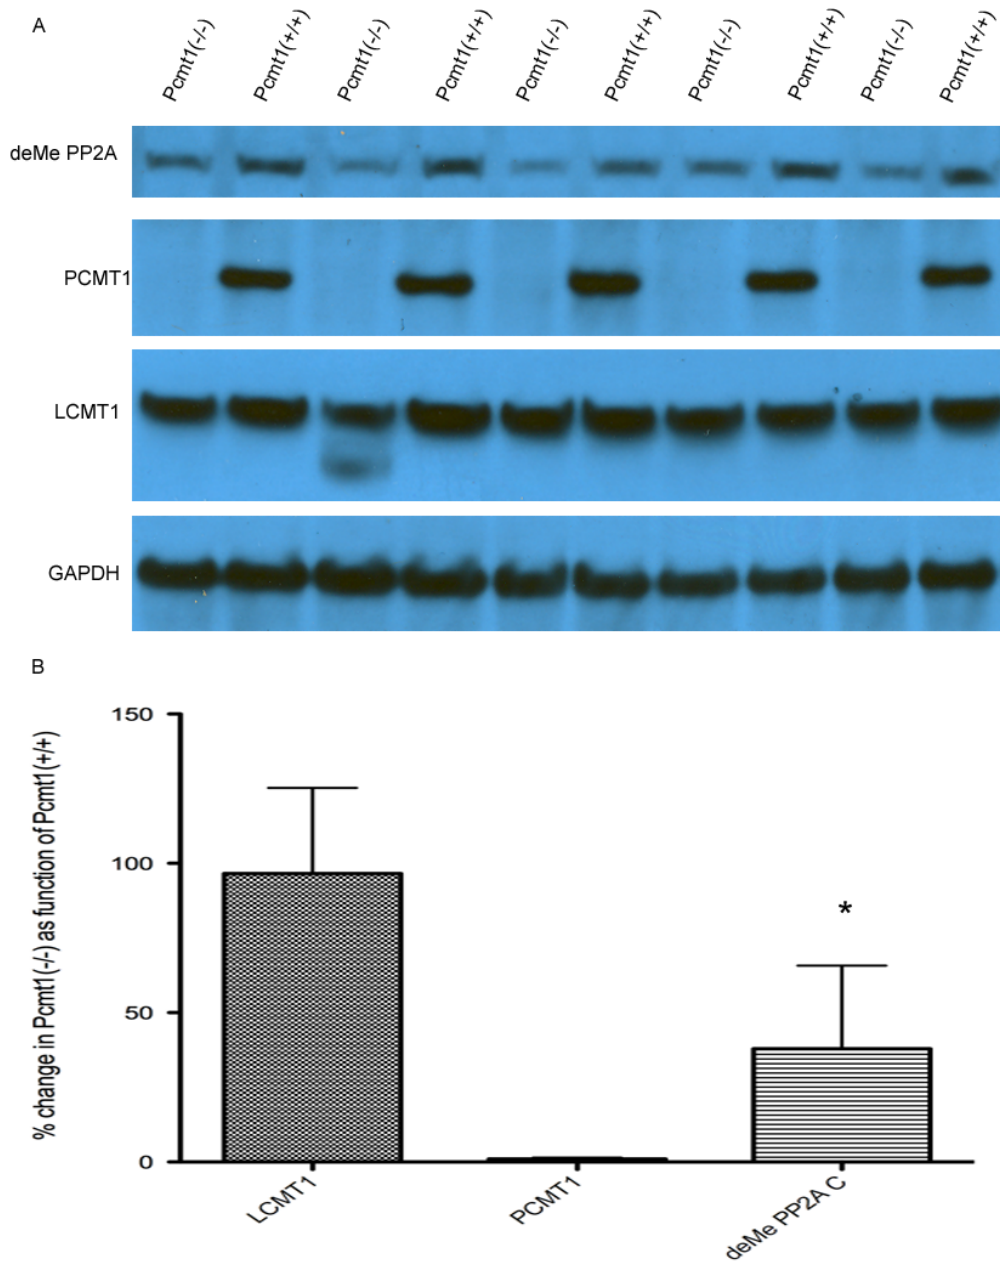 A
Pcmt1(-/-) Pcmt1(+/+) Pcmt1(-/-) Pcmt1(+/+) Pcmt1(-/-) Pcmt1(+/+) Pcmt1(-/-) Pcmt1(+/+) Pcmt1(-/-) Pcmt1(+/+)
deMe PP2A
PCMT1
LCMT1
GAPDH
B
% change in Pcmt1(-/-) as function of Pcmt1(+/+)
150
100
50
0
*
LCMT1
PCMT1
deMe PP2A C